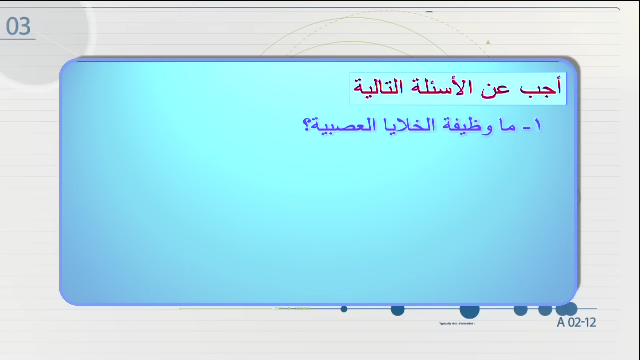 03
أجب عن الأسئلة التالية
١- ما وظيفة الخلايا العصبية؟
A 02-12